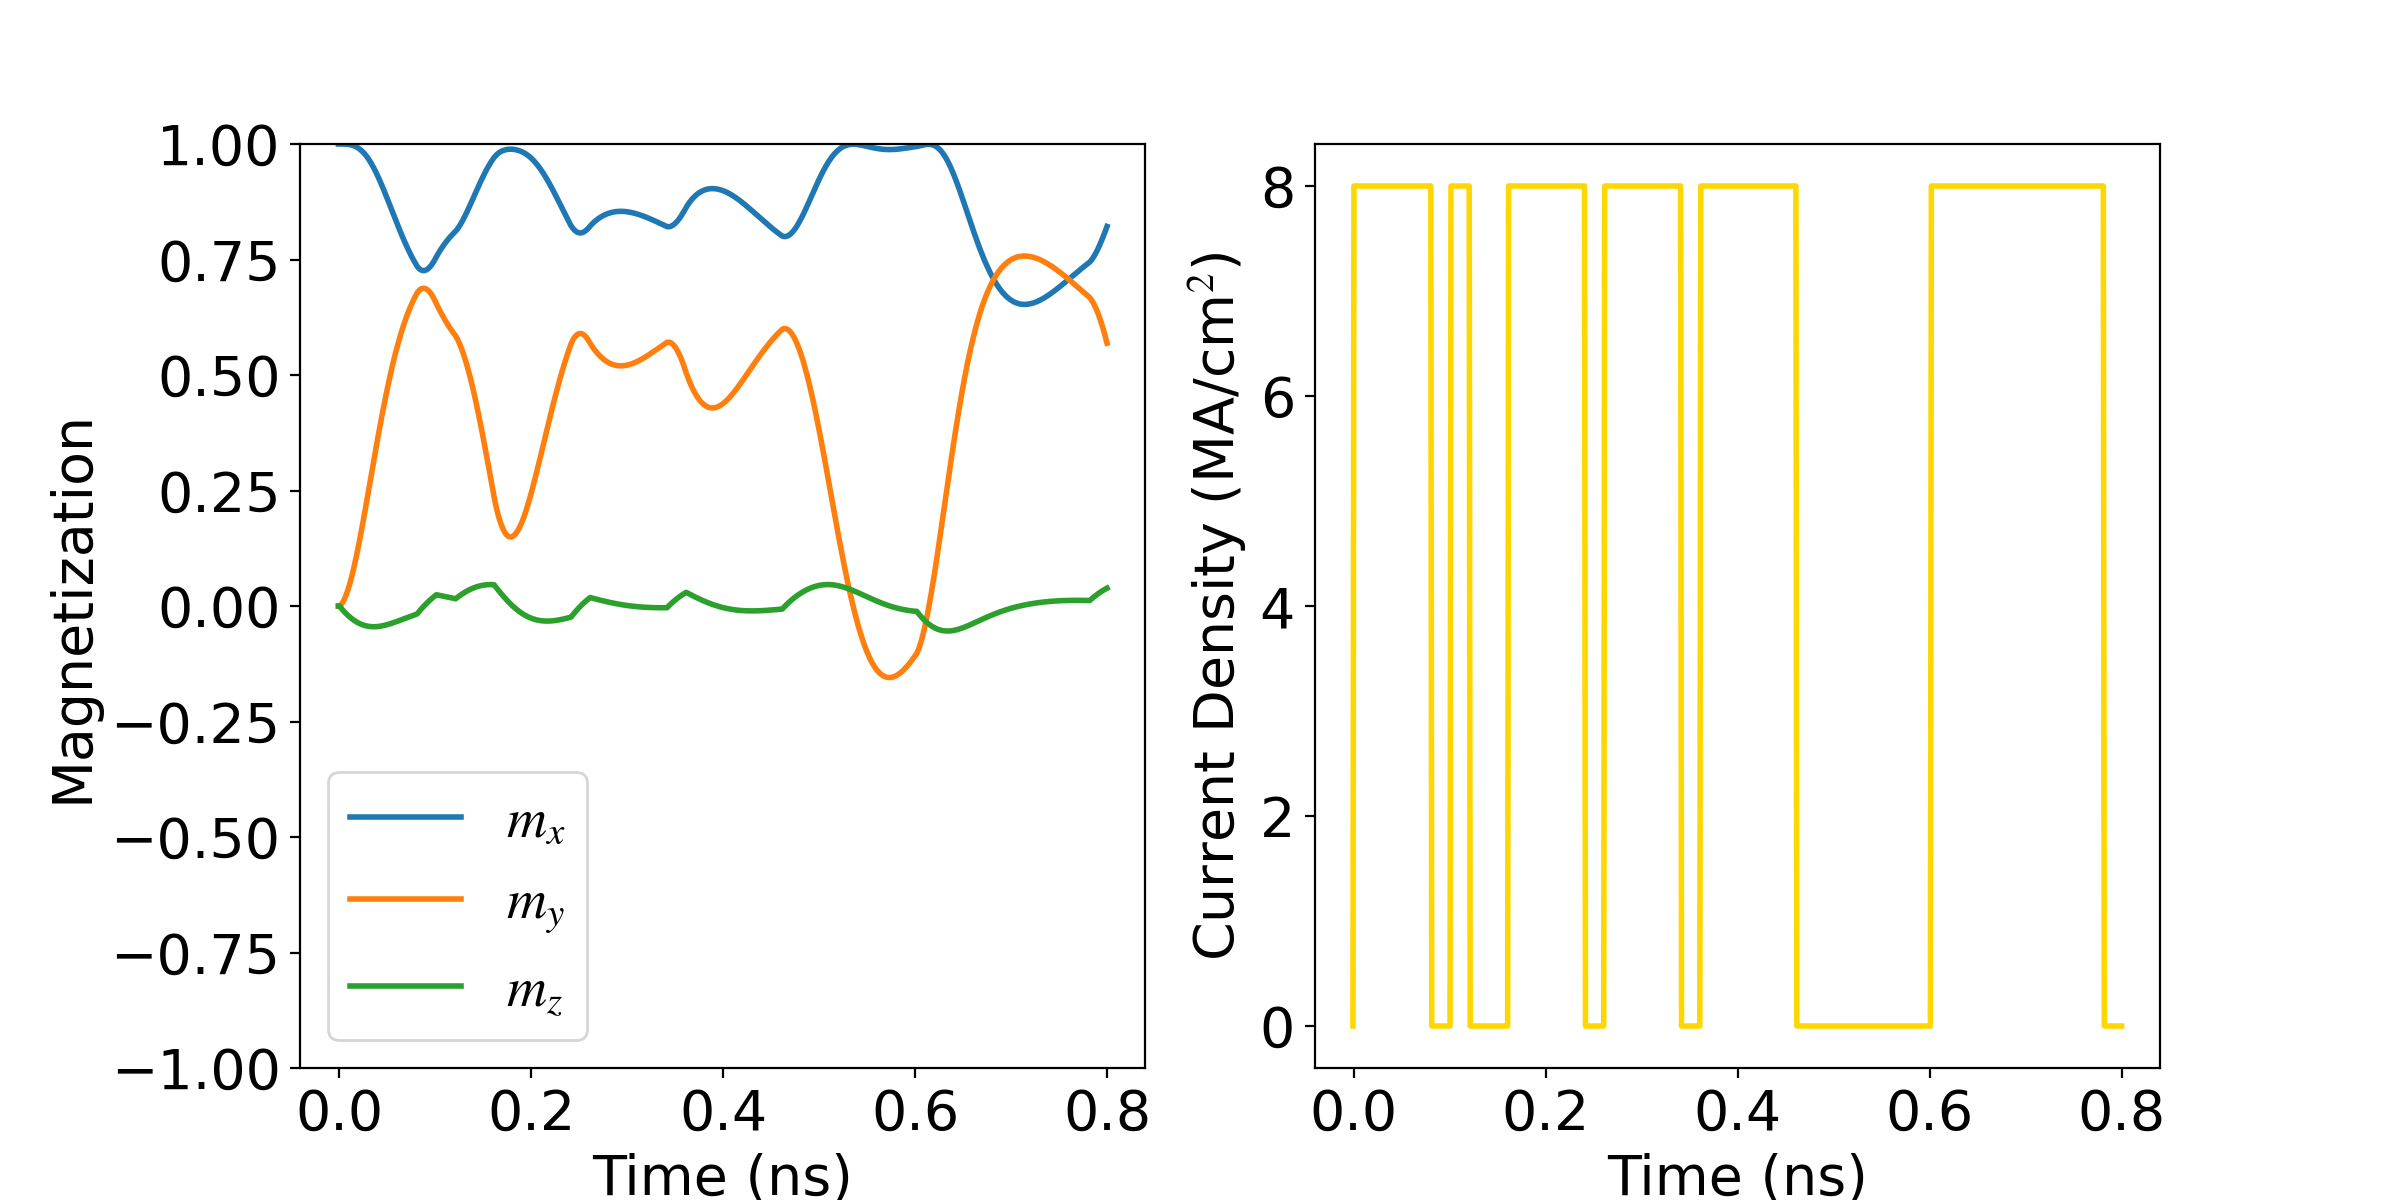 1.00
0.75
0.50
0.25
0.00
−0.25
−0.50
−0.75
−1.00
Magnetization
m_x
m_y
m_z
0.0 0.2 0.4 0.6 0.8
Time (ns)
8
6
4
2
0
Current Density (MA/cm²)
0.0 0.2 0.4 0.6 0.8
Time (ns)